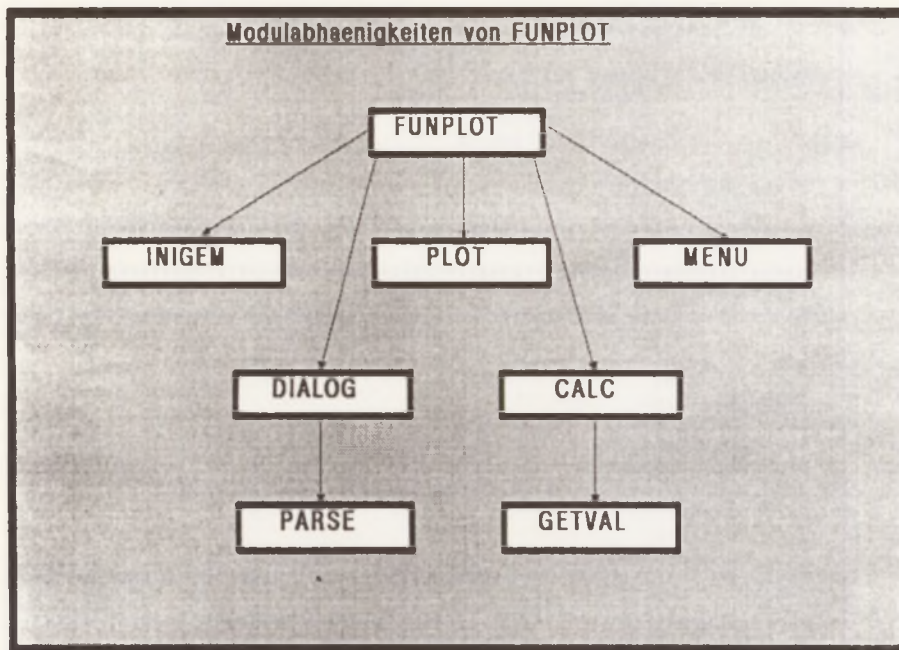 Modulabhaenigkeiten von FUNPLOT
FUNPLOT
INIGEM
PLOT
MENU
DIALOG
CALC
PARSE
GETVAL